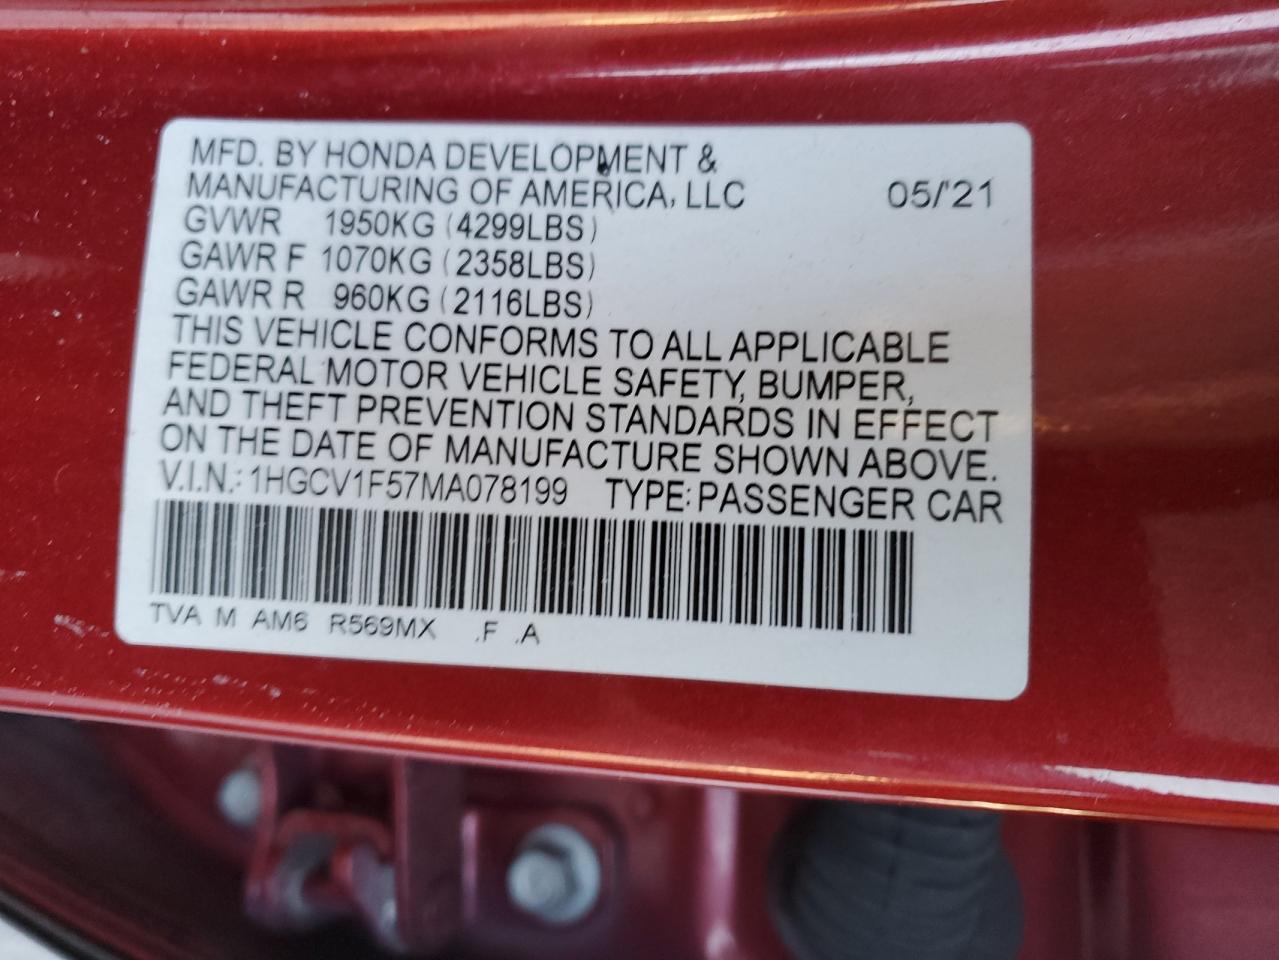 MFD. BY HONDA DEVELOPMENT &
MANUFACTURING OF AMERICA, LLC 05/'21
GVWR 1950KG (4299LBS)
GAWR F 1070KG (2358LBS)
GAWR R 960KG (2116LBS)
THIS VEHICLE CONFORMS TO ALL APPLICABLE
FEDERAL MOTOR VEHICLE SAFETY, BUMPER,
AND THEFT PREVENTION STANDARDS IN EFFECT
ON THE DATE OF MANUFACTURE SHOWN ABOVE.
V.I.N.: 1HGCV1F57MA078199 TYPE: PASSENGER CAR
TVA M AM6 R569MX .F .A